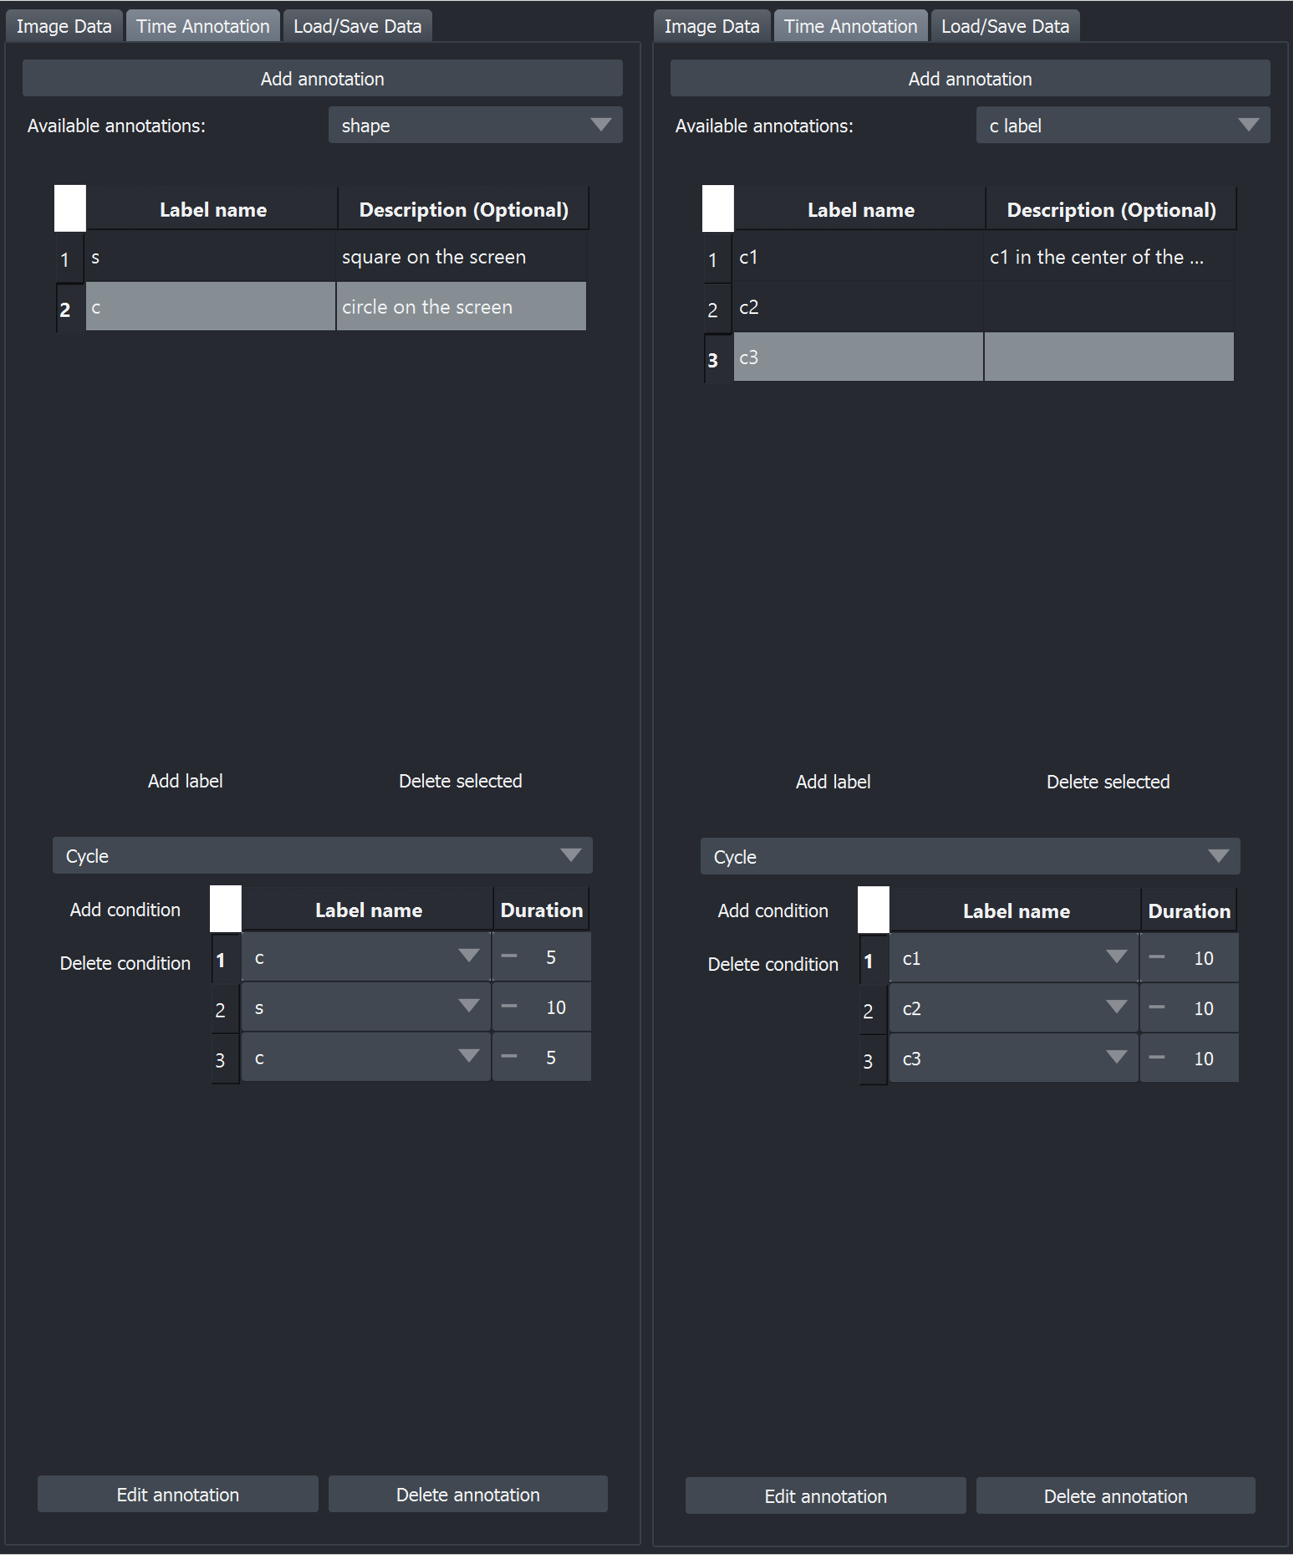 Image Data Time Annotation Load/Save Data
Add annotation
Available annotations: shape
Label name Description (Optional)
1 s square on the screen
2 c circle on the screen
Add label Delete selected
Cycle
Add condition
Delete condition
Label name Duration
1 c 5
2 s 10
3 c 5
Edit annotation Delete annotation
Image Data Time Annotation Load/Save Data
Add annotation
Available annotations: c label
Label name Description (Optional)
1 c1 c1 in the center of the ...
2 c2
3 c3
Add label Delete selected
Cycle
Add condition
Delete condition
Label name Duration
1 c1 10
2 c2 10
3 c3 10
Edit annotation Delete annotation